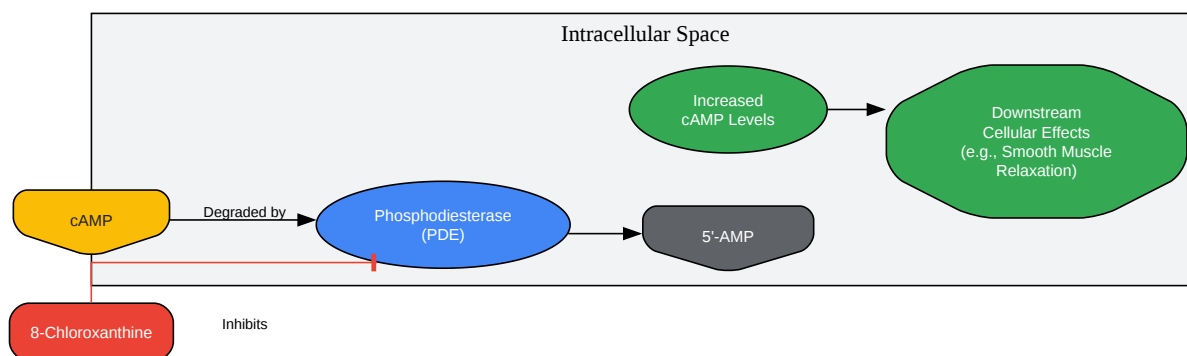 Intracellular Space
Increased
cAMP Levels
Downstream
Cellular Effects
(e.g., Smooth Muscle
Relaxation)
cAMP
Degraded by
Phosphodiesterase
(PDE)
5'-AMP
8-Chloroxanthine
Inhibits